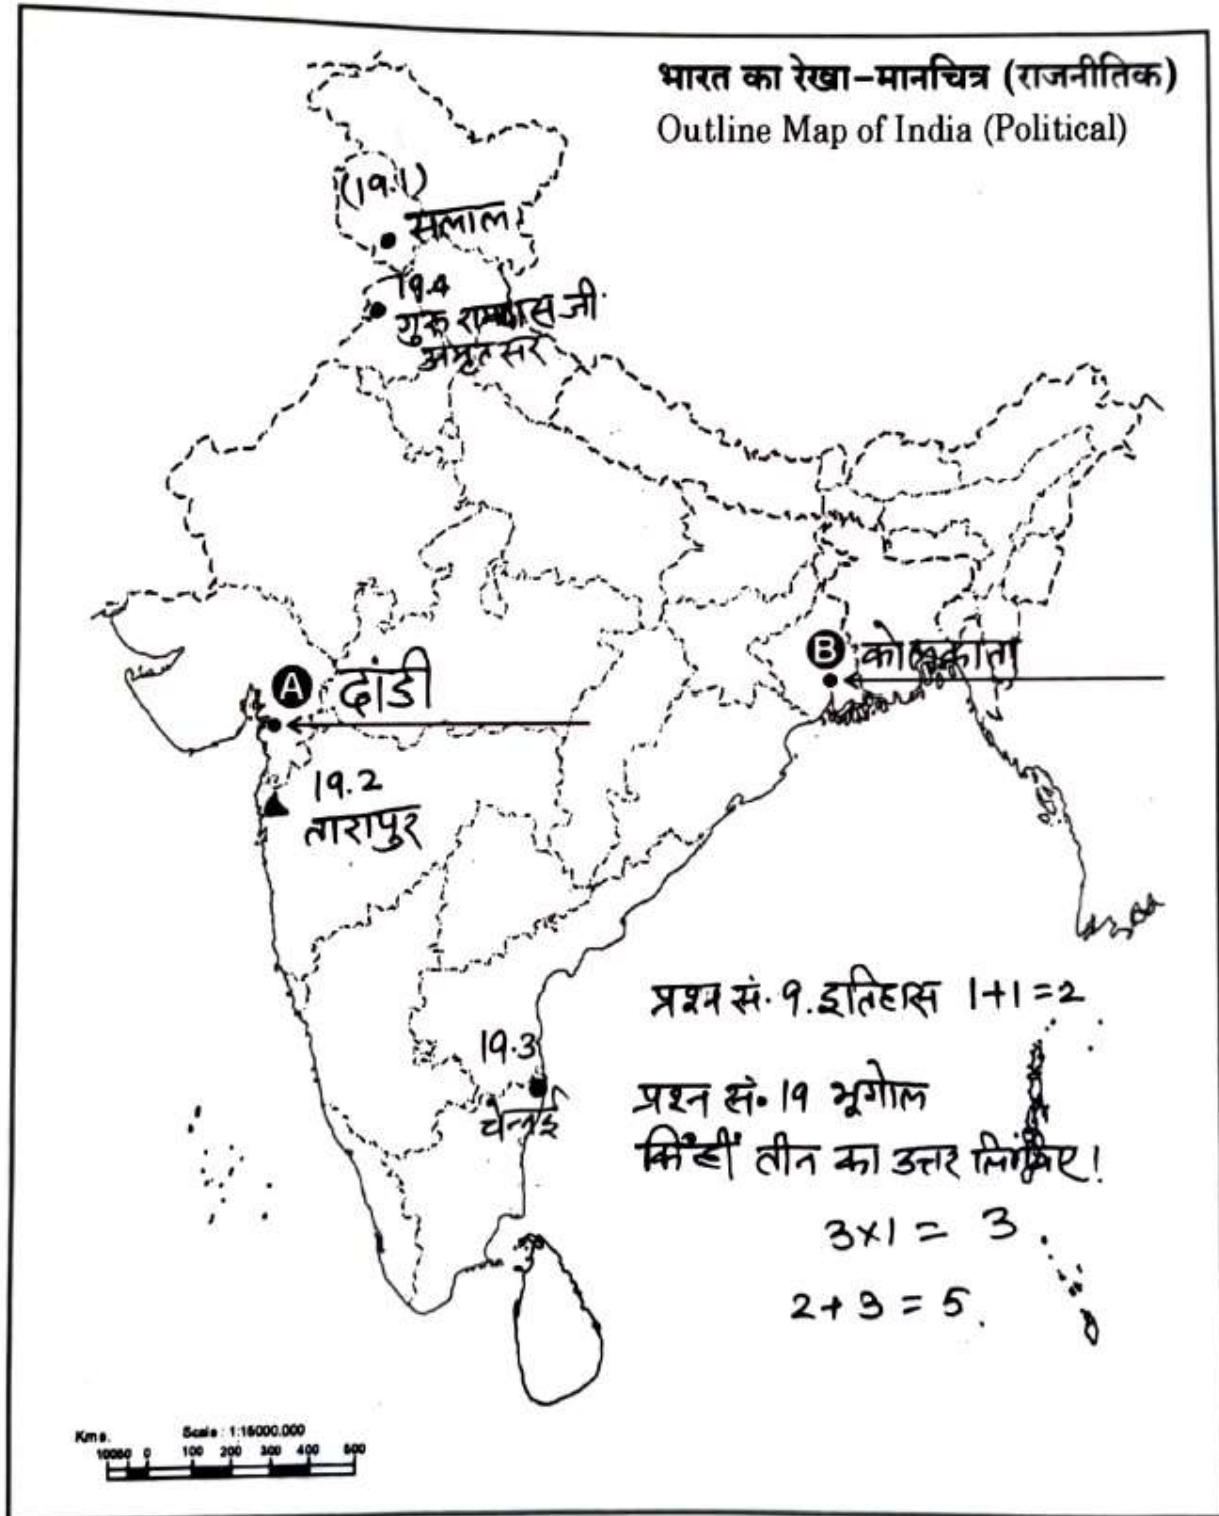 भारत का रेखा-मानचित्र (राजनीतिक)
Outline Map of India (Political)
(19.1)
सलाल
19.4
गुरु रामदास जी
अमृतसर
A दांडी
B कोलकाता
19.2
तारापुर
19.3
चेन्नई
प्रश्न सं. 9. इतिहास 1+1=2
प्रश्न सं. 19 भूगोल
किन्हीं तीन का उत्तर लिखिए!
3×1 = 3
2+3 = 5.
Kms.
Scale : 1:15000.000
0 100 200 300 400 500